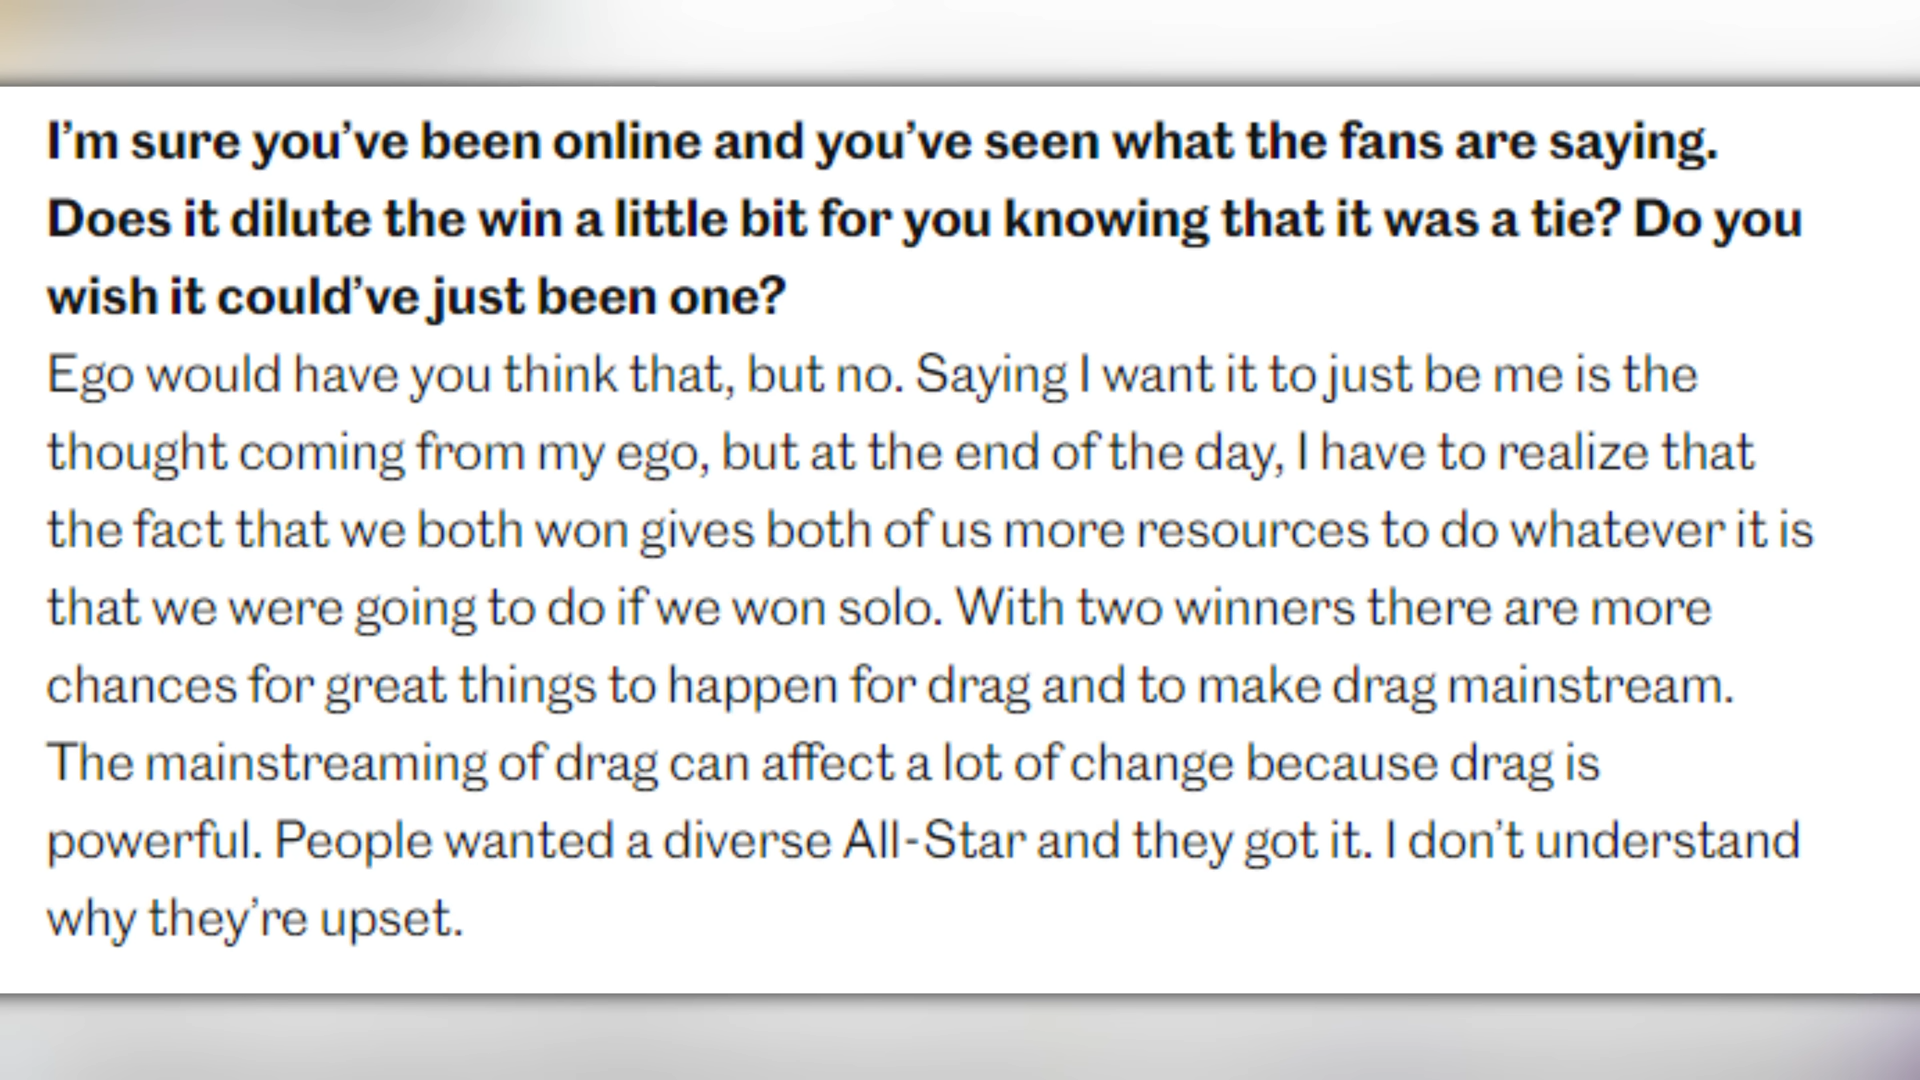 I’m sure you’ve been online and you’ve seen what the fans are saying.
Does it dilute the win a little bit for you knowing that it was a tie? Do you
wish it could’ve just been one?
Ego would have you think that, but no. Saying I want it to just be me is the
thought coming from my ego, but at the end of the day, I have to realize that
the fact that we both won gives both of us more resources to do whatever it is
that we were going to do if we won solo. With two winners there are more
chances for great things to happen for drag and to make drag mainstream.
The mainstreaming of drag can affect a lot of change because drag is
powerful. People wanted a diverse All-Star and they got it. I don’t understand
why they’re upset.